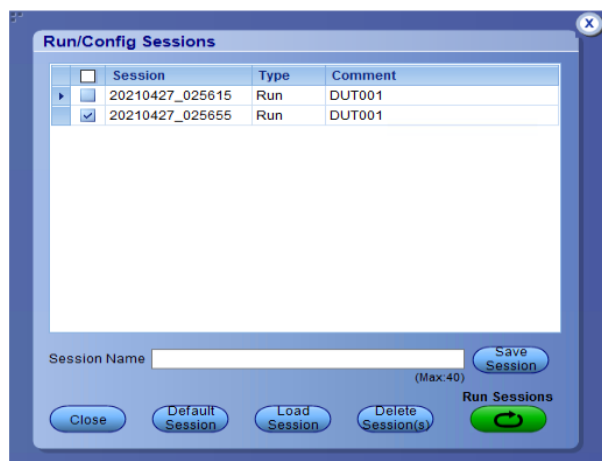 X
Run/Config Sessions
Session Type Comment
20210427_025615 Run DUT001
20210427_025655 Run DUT001
Session Name
Save
Session
(Max:40)
Run Sessions
Close
Default
Session
Load
Session
Delete
Session(s)